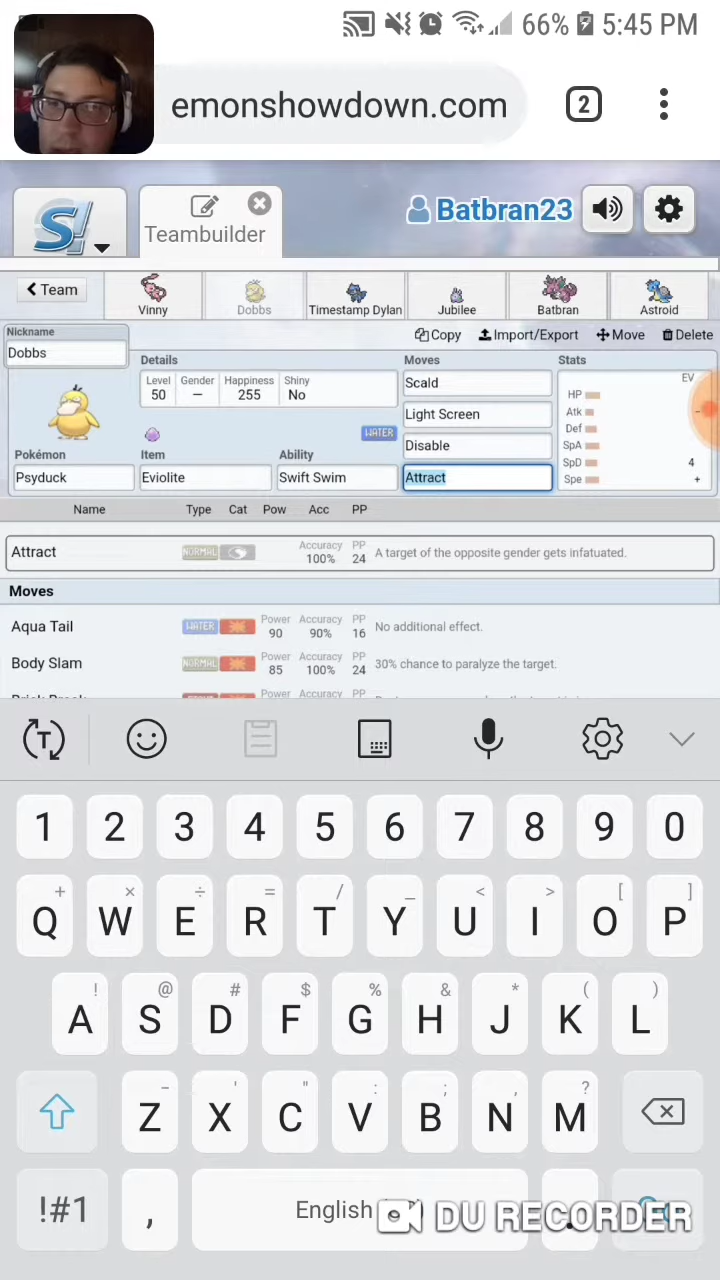 66% 5:45 PM
emonshowdown.com 2
S!
Teambuilder
Batbran23
Team
Vinny Dobbs Timestamp Dylan Jubilee Batbran Astroid
Copy Import/Export Move Delete
Nickname
Dobbs
Details Moves Stats
Level Gender Happiness Shiny
50 — 255 No
WATER
Pokémon Item Ability
Psyduck Eviolite Swift Swim
Scald
Light Screen
Disable
Attract
EV
HP
Atk
Def
SpA
SpD 4
Spe +
Name Type Cat Pow Acc PP
Attract NORMAL Accuracy 100% PP 24 A target of the opposite gender gets infatuated.
Moves
Aqua Tail WATER Power 90 Accuracy 90% PP 16 No additional effect.
Body Slam NORMAL Power 85 Accuracy 100% PP 24 30% chance to paralyze the target.
Power Accuracy PP
T
1 2 3 4 5 6 7 8 9 0
+ × ÷ = / _ < > [ ]
Q W E R T Y U I O P
! @ # $ % & * ( )
A S D F G H J K L
- ' " : ; , ?
Z X C V B N M
!#1 , English .
DU RECORDER